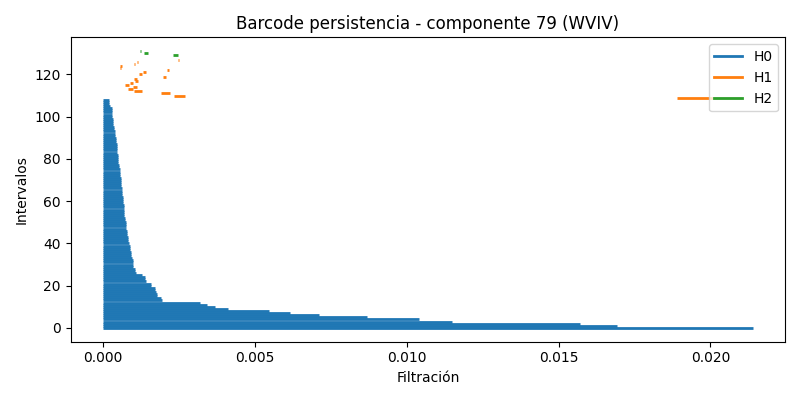 Barcode persistencia - componente 79 (WVIV)
H0
H1
H2
Intervalos
120
100
80
60
40
20
0
0.000
0.005
0.010
0.015
0.020
Filtración